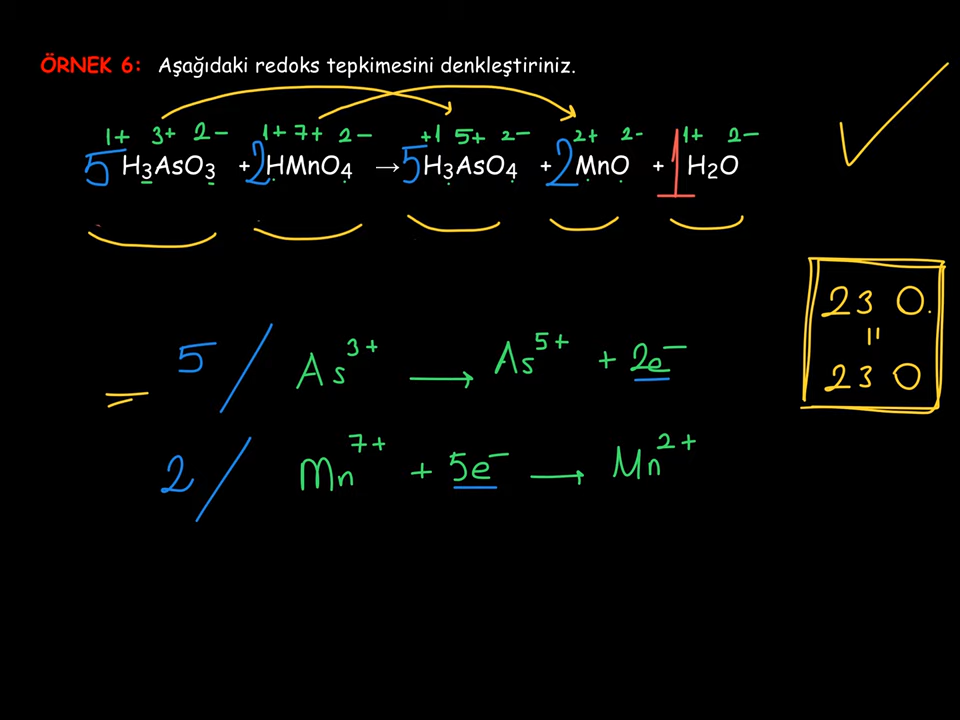 ÖRNEK 6: Aşağıdaki redoks tepkimesini denkleştiriniz.
1+ 3+ 2- 1+ 7+ 2- +1 5+ 2- 2+ 2- 1+ 2-
5 H3AsO3 + 2 HMnO4 → 5 H3AsO4 + 2 MnO + 1 H2O
23 O
=
23 O
5 / As3+ → As5+ + 2e-
2 / Mn7+ + 5e- → Mn2+